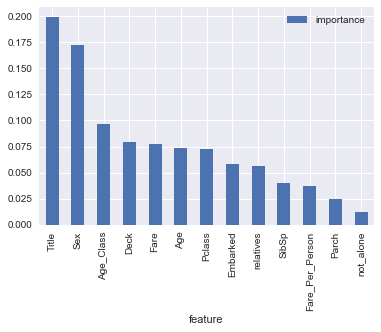 0.200
0.175
0.150
0.125
0.100
0.075
0.050
0.025
0.000
importance
Title
Sex
Age_Class
Deck
Fare
Age
Pclass
Embarked
relatives
SibSp
Fare_Per_Person
Parch
not_alone
feature